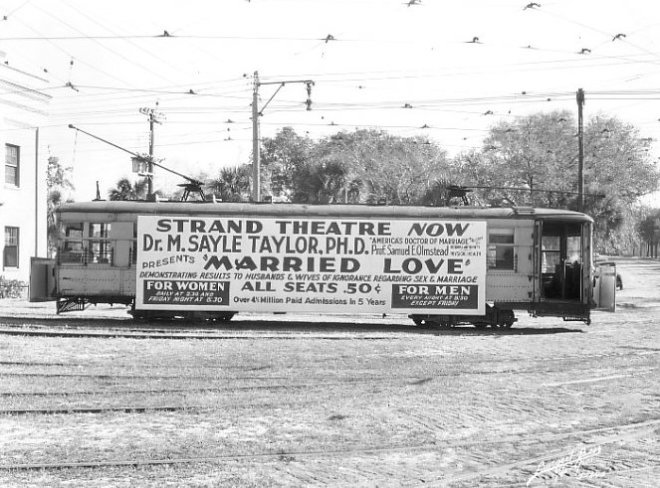 STRAND THEATRE NOW
Dr. M. SAYLE TAYLOR, PH.D. "AMERICA'S DOCTOR OF MARRIAGE"
Prof. Samuel E. Olmstead
PRESENTS "MARRIED LOVE"
DEMONSTRATING RESULTS TO HUSBANDS & WIVES OF IGNORANCE REGARDING SEX & MARRIAGE
ALL SEATS .50¢
FOR WOMEN
DAILY AT 2.30 AND
FRIDAY NIGHT AT 8.30
Over 4½ Million Paid Admissions In 5 Years
FOR MEN
EVERY NIGHT AT 8:30
EXCEPT FRIDAY